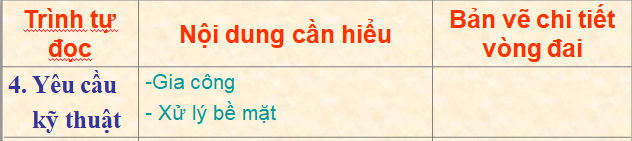 Trình tự đọc
Nội dung cần hiểu
Bản vẽ chi tiết vòng đai
4. Yêu cầu kỹ thuật
-Gia công
- Xử lý bề mặt